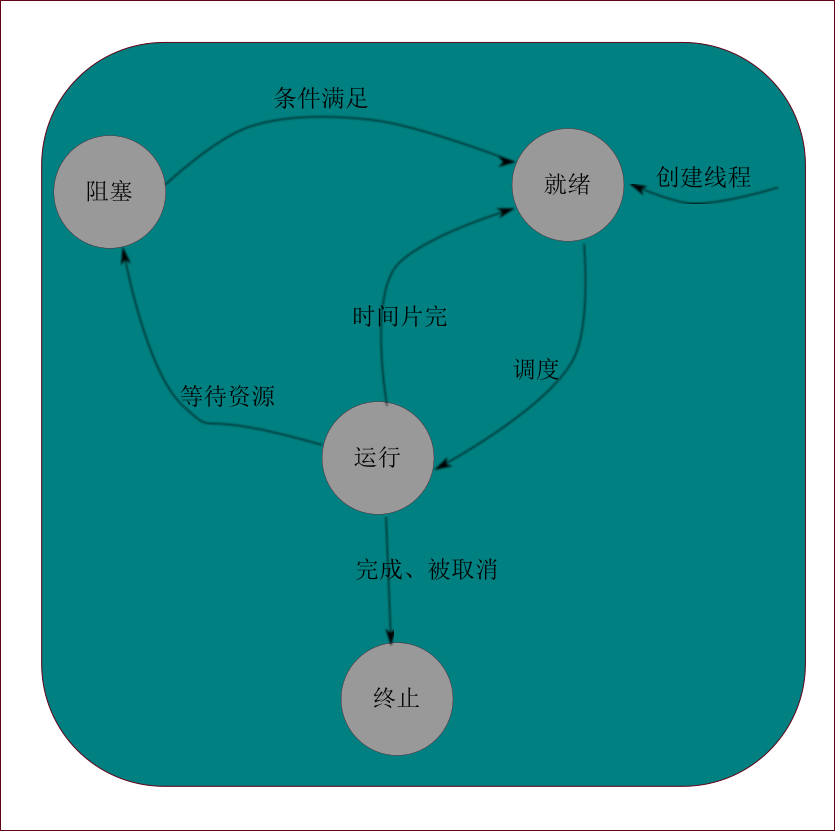 条件满足
阻塞
就绪
创建线程
时间片完
调度
等待资源
运行
完成、被取消
终止